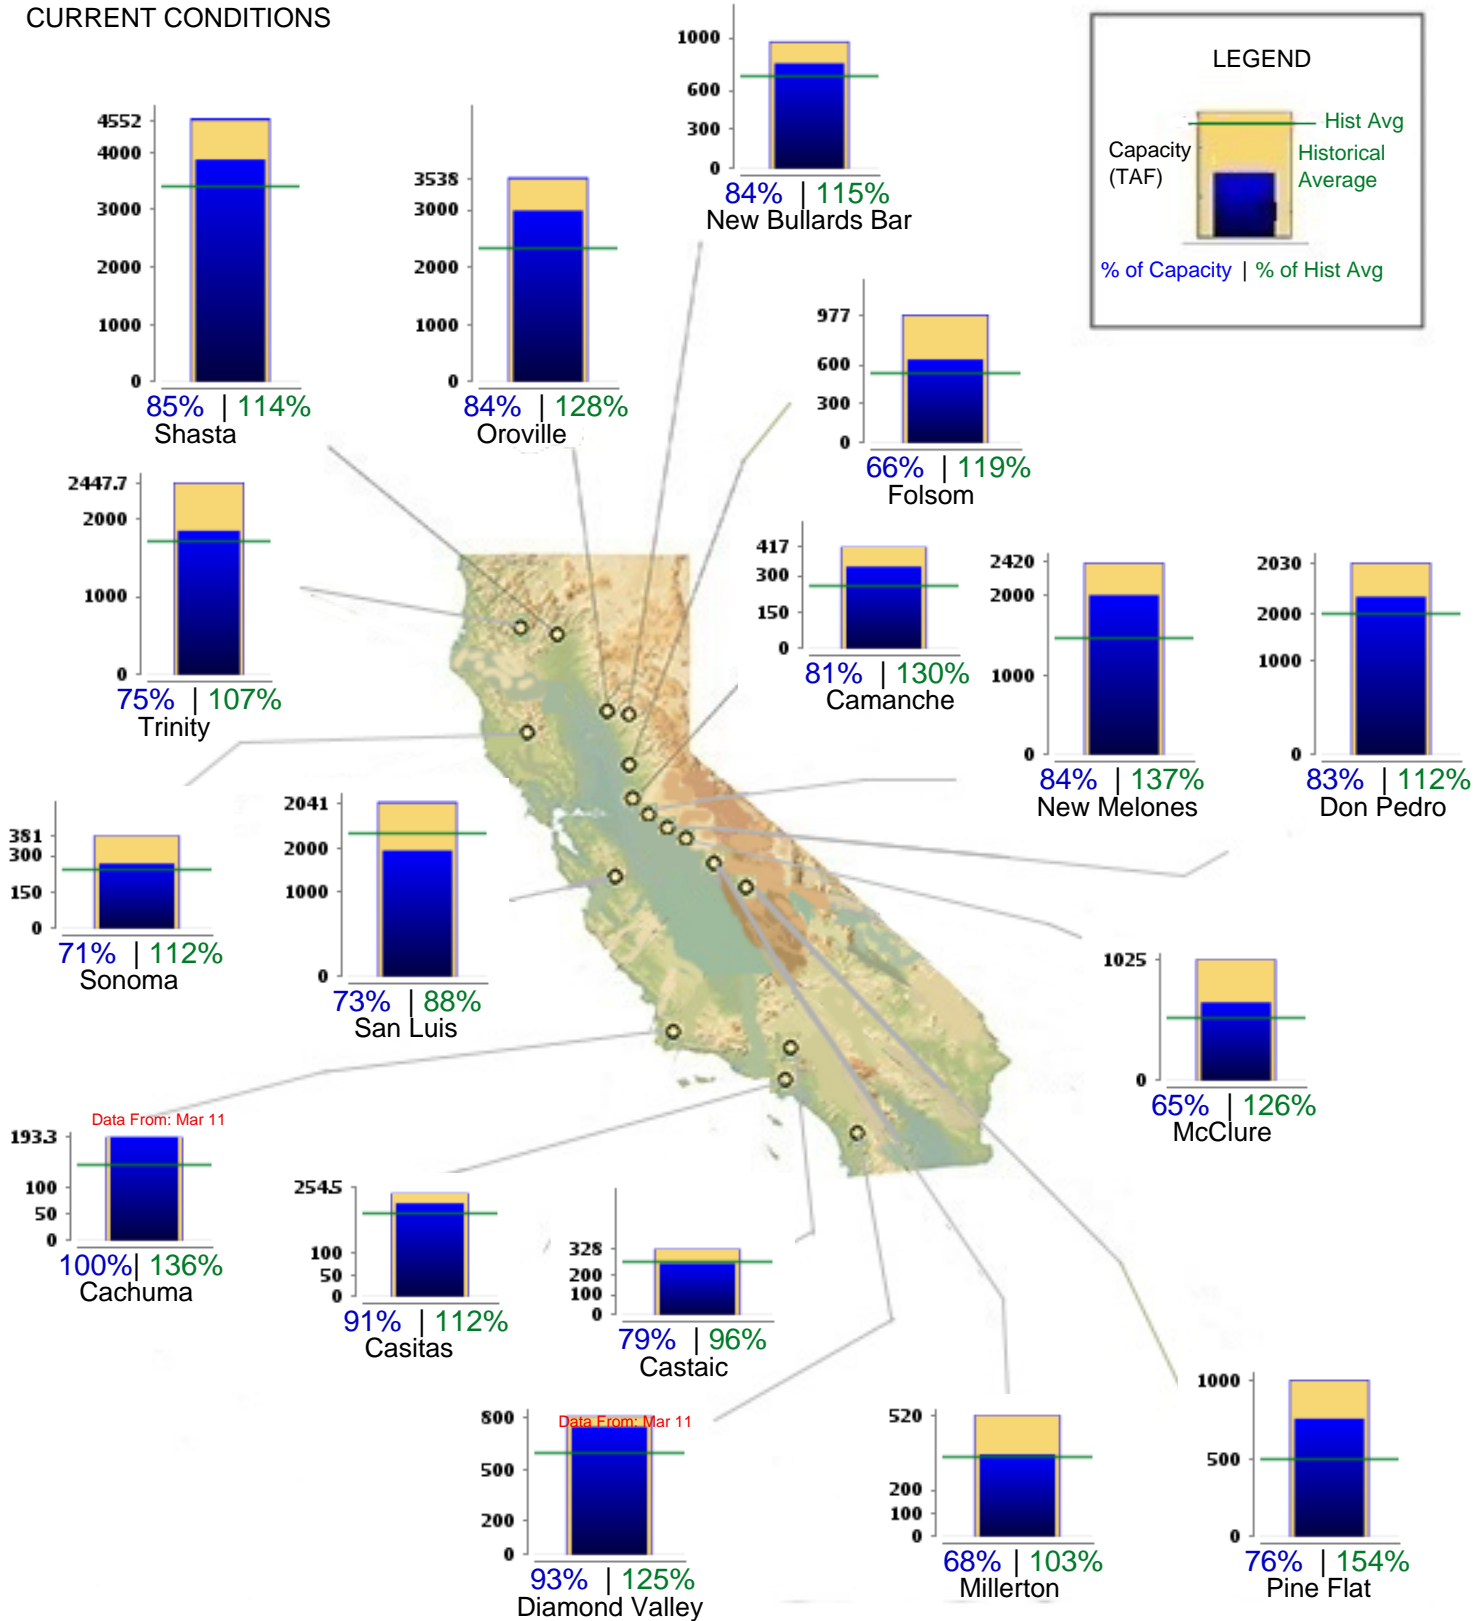 CURRENT CONDITIONS
LEGEND
Hist Avg
Capacity
(TAF)
Historical
Average
% of Capacity | % of Hist Avg
1000
600
300
0
84% | 115%
New Bullards Bar
4552
4000
3000
2000
1000
0
85% | 114%
Shasta
3538
3000
2000
1000
0
84% | 128%
Oroville
977
600
300
0
66% | 119%
Folsom
2447.7
2000
1000
0
75% | 107%
Trinity
417
300
150
0
81% | 130%
Camanche
2420
2000
1000
0
84% | 137%
New Melones
2030
2000
1000
0
83% | 112%
Don Pedro
381
300
150
0
71% | 112%
Sonoma
2041
2000
1000
0
73% | 88%
San Luis
1025
0
65% | 126%
McClure
Data From: Mar 11
193.3
100
50
0
100% | 136%
Cachuma
254.5
100
50
0
91% | 112%
Casitas
328
200
100
0
79% | 96%
Castaic
Data From: Mar 11
800
500
200
0
93% | 125%
Diamond Valley
520
200
100
0
68% | 103%
Millerton
1000
500
0
76% | 154%
Pine Flat